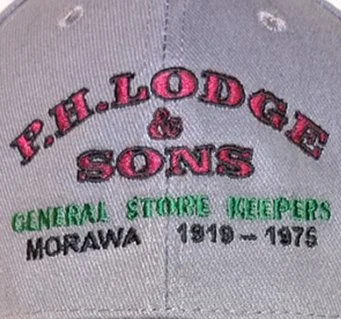 P.H. LODGE
&
SONS
GENERAL STORE KEEPERS
MORAWA 1919 - 1975